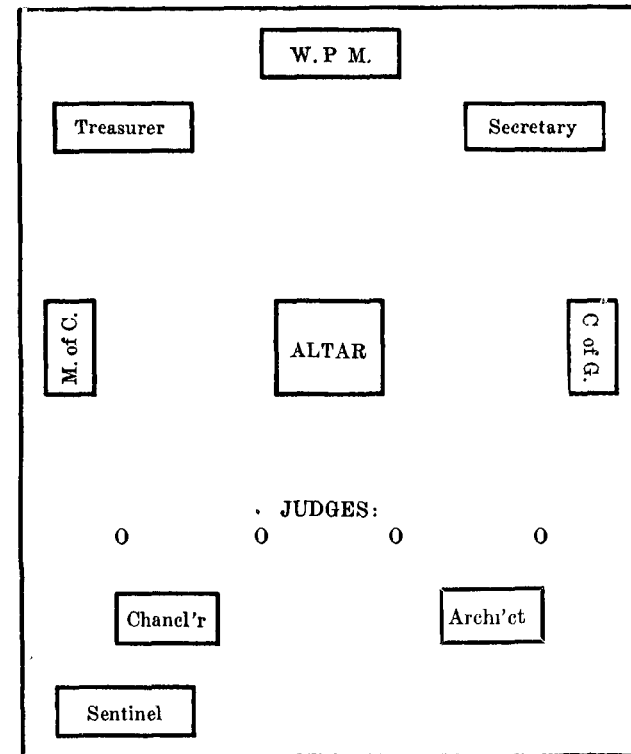 W. P M.
Treasurer Secretary
M. of C. ALTAR C of G.
JUDGES:
O O O O
Chancl'r Archi'ct
Sentinel